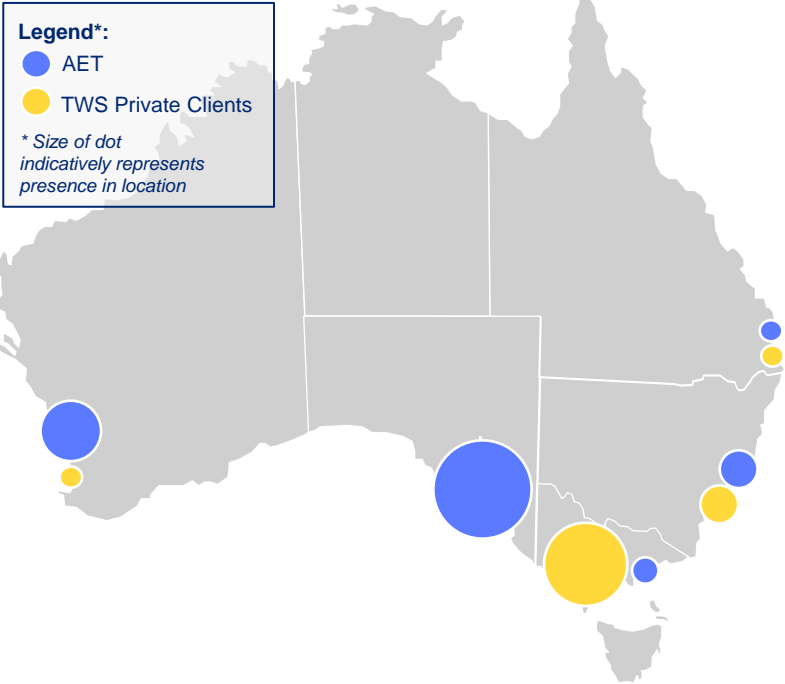 Legend*:
AET
TWS Private Clients
* Size of dot
indicatively represents
presence in location